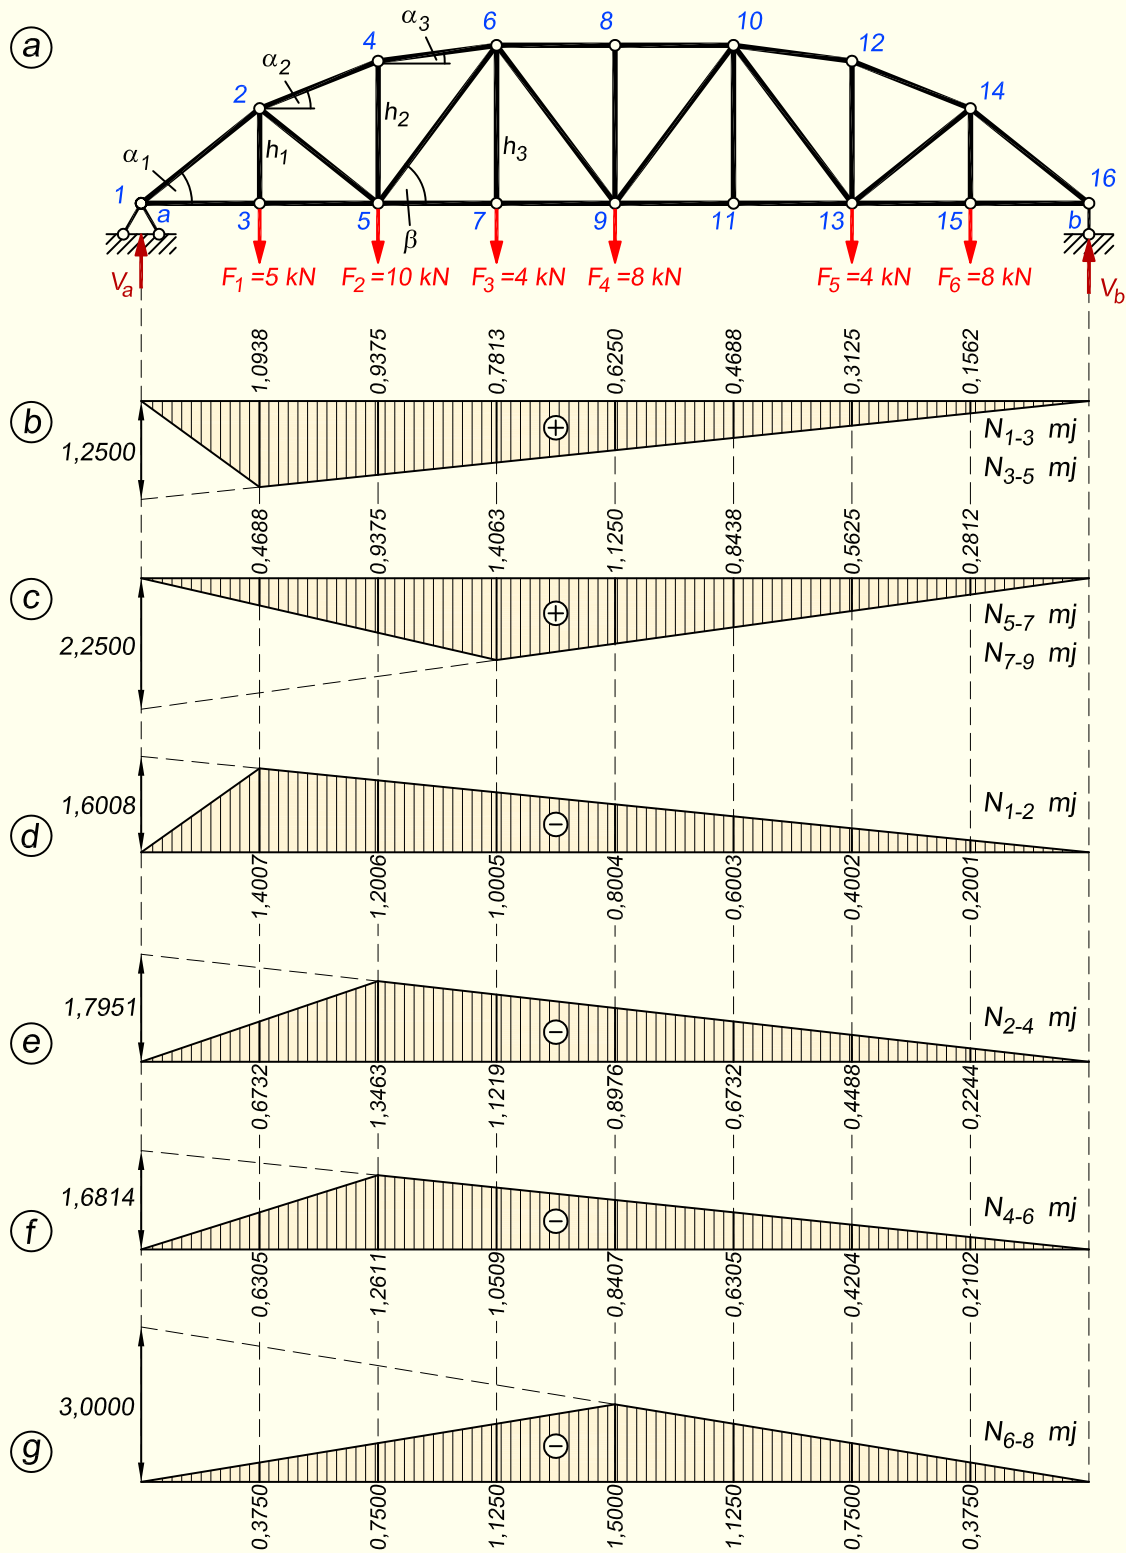 a
α1
α2
α3
2
4
6
8
10
12
14
16
h1
h2
h3
β
1
a
3
5
7
9
11
13
15
b
Va
F1 =5 kN
F2 =10 kN
F3 =4 kN
F4 =8 kN
F5 =4 kN
F6 =8 kN
Vb
b
1,0938
0,9375
0,7813
0,6250
0,4688
0,3125
0,1562
1,2500
+
N1-3 mj
N3-5 mj
c
0,4688
0,9375
1,4063
1,1250
0,8438
0,5625
0,2812
2,2500
+
N5-7 mj
N7-9 mj
d
1,6008
−
N1-2 mj
1,4007
1,2006
1,0005
0,8004
0,6003
0,4002
0,2001
e
1,7951
−
N2-4 mj
0,6732
1,3463
1,1219
0,8976
0,6732
0,4488
0,2244
f
1,6814
−
N4-6 mj
0,6305
1,2611
1,0509
0,8407
0,6305
0,4204
0,2102
g
3,0000
−
N6-8 mj
0,3750
0,7500
1,1250
1,5000
1,1250
0,7500
0,3750